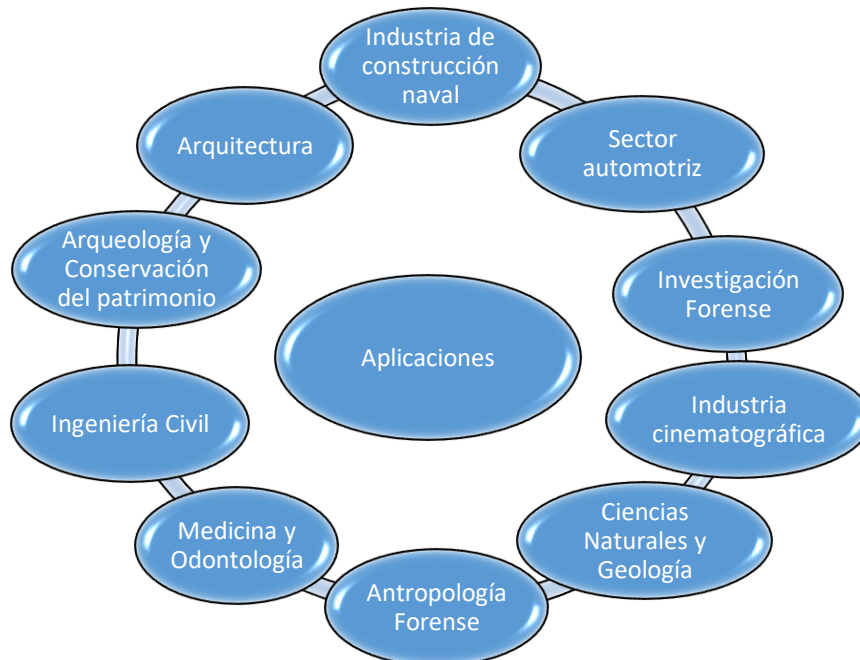 Industria de
construcción
naval
Sector
automotriz
Investigación
Forense
Industria
cinematográfica
Ciencias
Naturales y
Geología
Antropología
Forense
Medicina y
Odontología
Ingeniería Civil
Arqueología y
Conservación
del patrimonio
Arquitectura
Aplicaciones